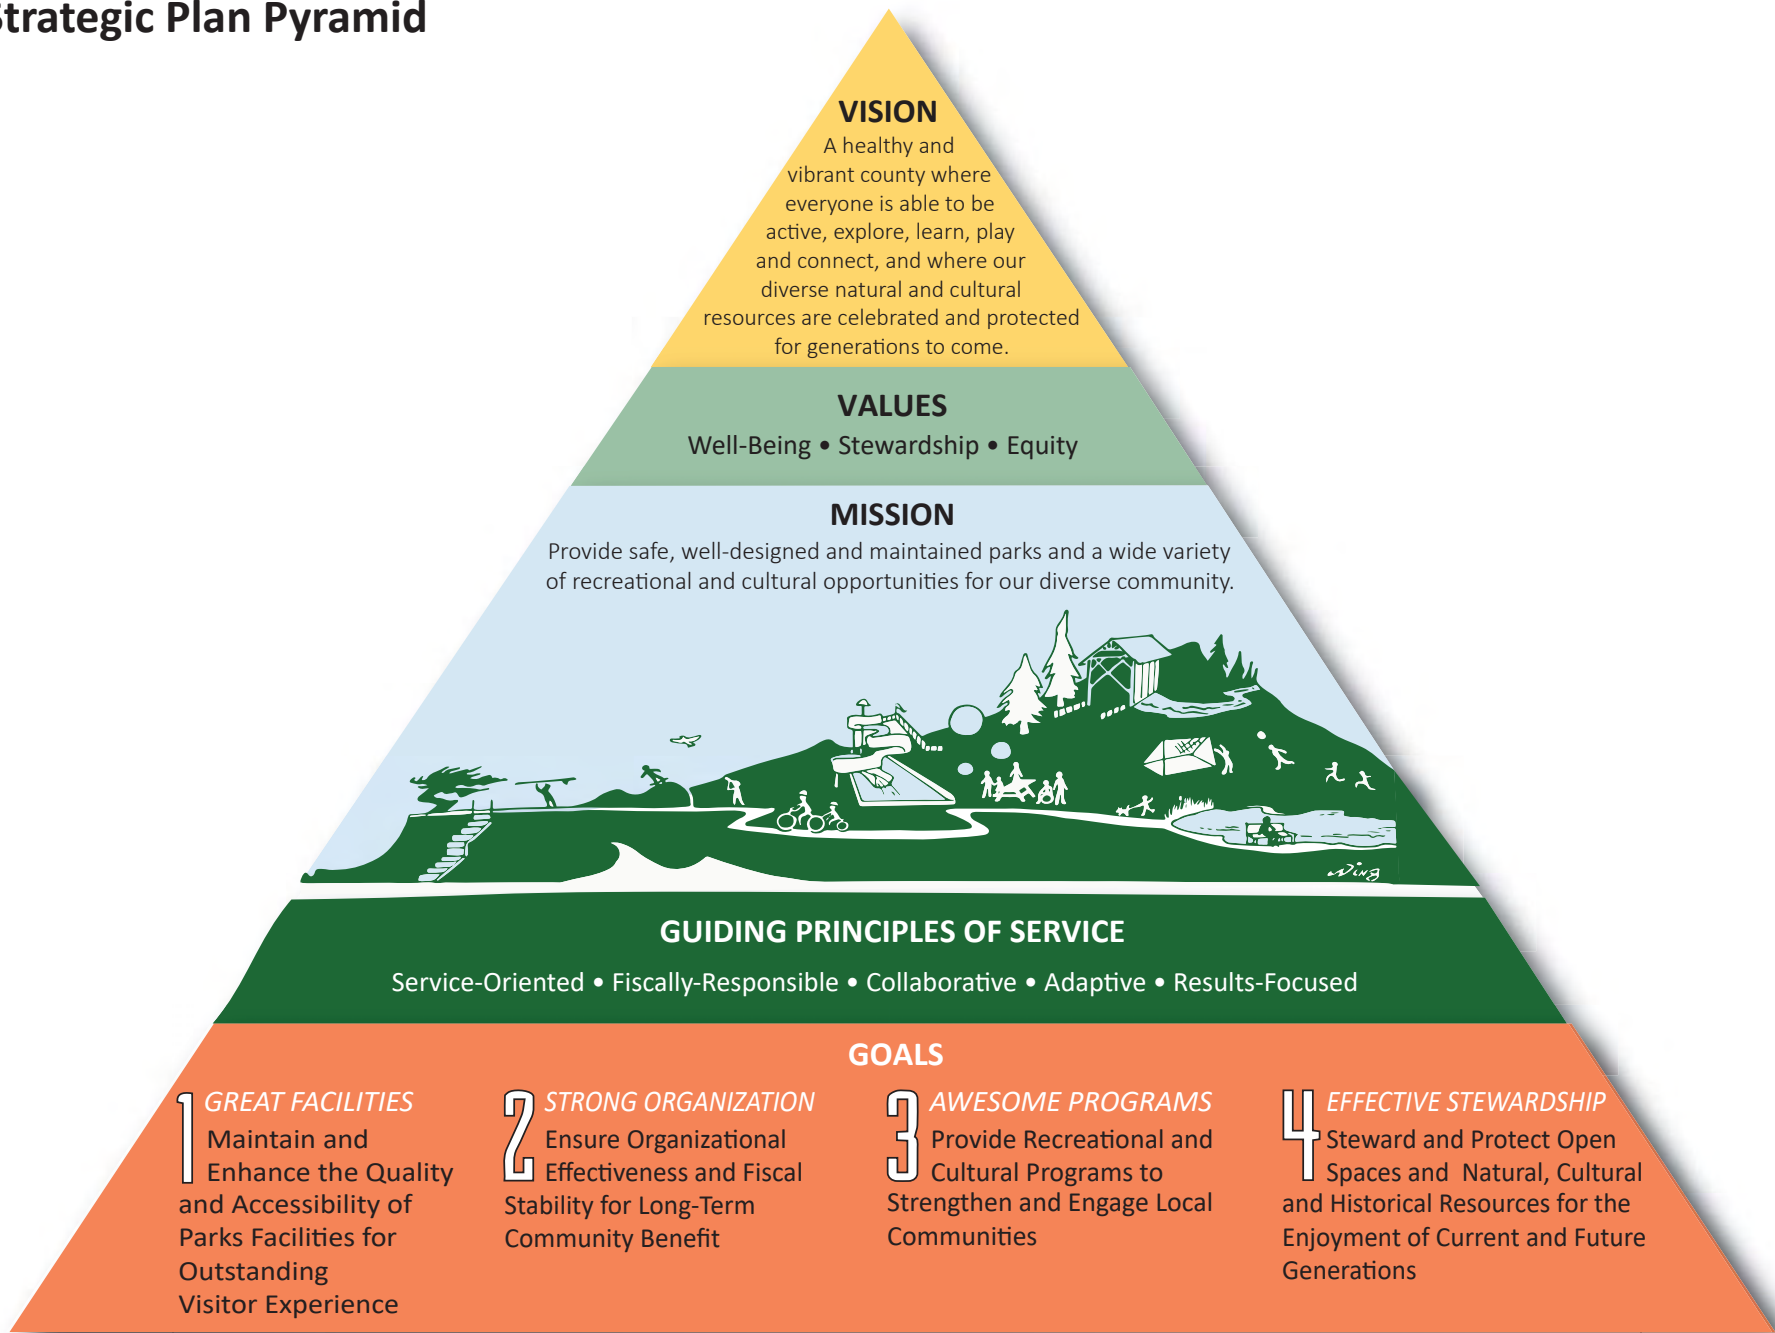 Strategic Plan Pyramid
VISION
A healthy and
vibrant county where
everyone is able to be
active, explore, learn, play
and connect, and where our
diverse natural and cultural
resources are celebrated and protected
for generations to come.
VALUES
Well-Being • Stewardship • Equity
MISSION
Provide safe, well-designed and maintained parks and a wide variety
of recreational and cultural opportunities for our diverse community.
Wing
GUIDING PRINCIPLES OF SERVICE
Service-Oriented • Fiscally-Responsible • Collaborative • Adaptive • Results-Focused
GOALS
1 GREAT FACILITIES
Maintain and
Enhance the Quality
and Accessibility of
Parks Facilities for
Outstanding
Visitor Experience
2 STRONG ORGANIZATION
Ensure Organizational
Effectiveness and Fiscal
Stability for Long-Term
Community Benefit
3 AWESOME PROGRAMS
Provide Recreational and
Cultural Programs to
Strengthen and Engage Local
Communities
4 EFFECTIVE STEWARDSHIP
Steward and Protect Open
Spaces and Natural, Cultural
and Historical Resources for the
Enjoyment of Current and Future
Generations